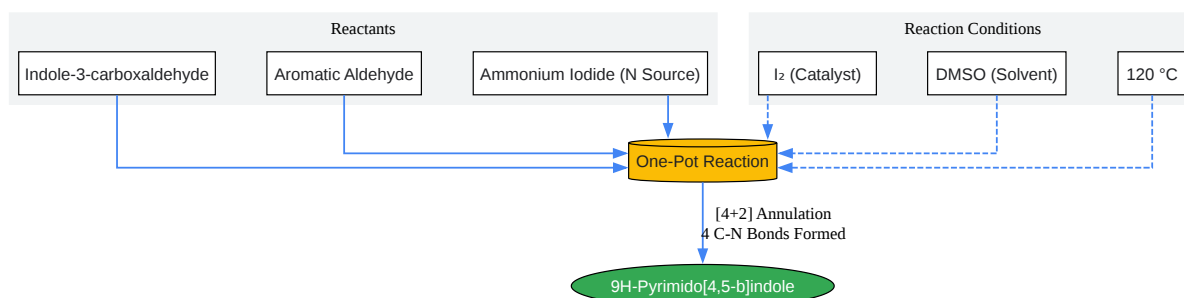 Reactants
Reaction Conditions
Indole-3-carboxaldehyde
Aromatic Aldehyde
Ammonium Iodide (N Source)
I₂ (Catalyst)
DMSO (Solvent)
120 °C
One-Pot Reaction
[4+2] Annulation
4 C-N Bonds Formed
9H-Pyrimido[4,5-b]indole